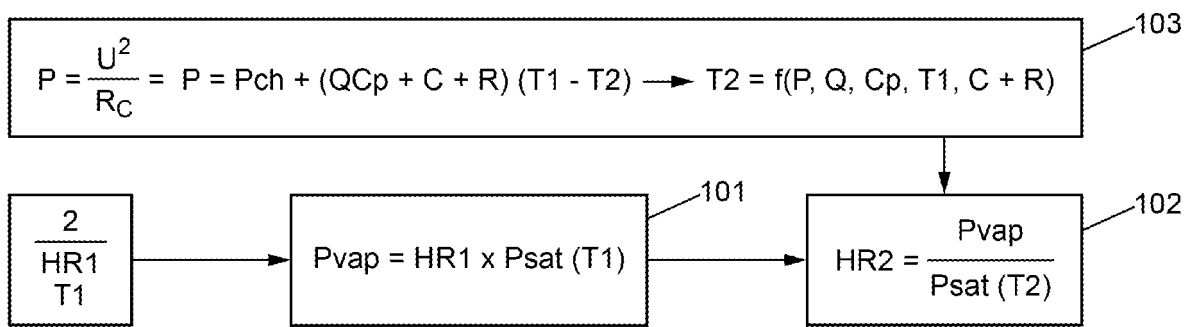 103
P = U²/R_C = P = Pch + (QCp + C + R) (T1 - T2) → T2 = f(P, Q, Cp, T1, C + R)
101
102
2
HR1
T1
Pvap = HR1 x Psat (T1)
HR2 = Pvap/Psat (T2)